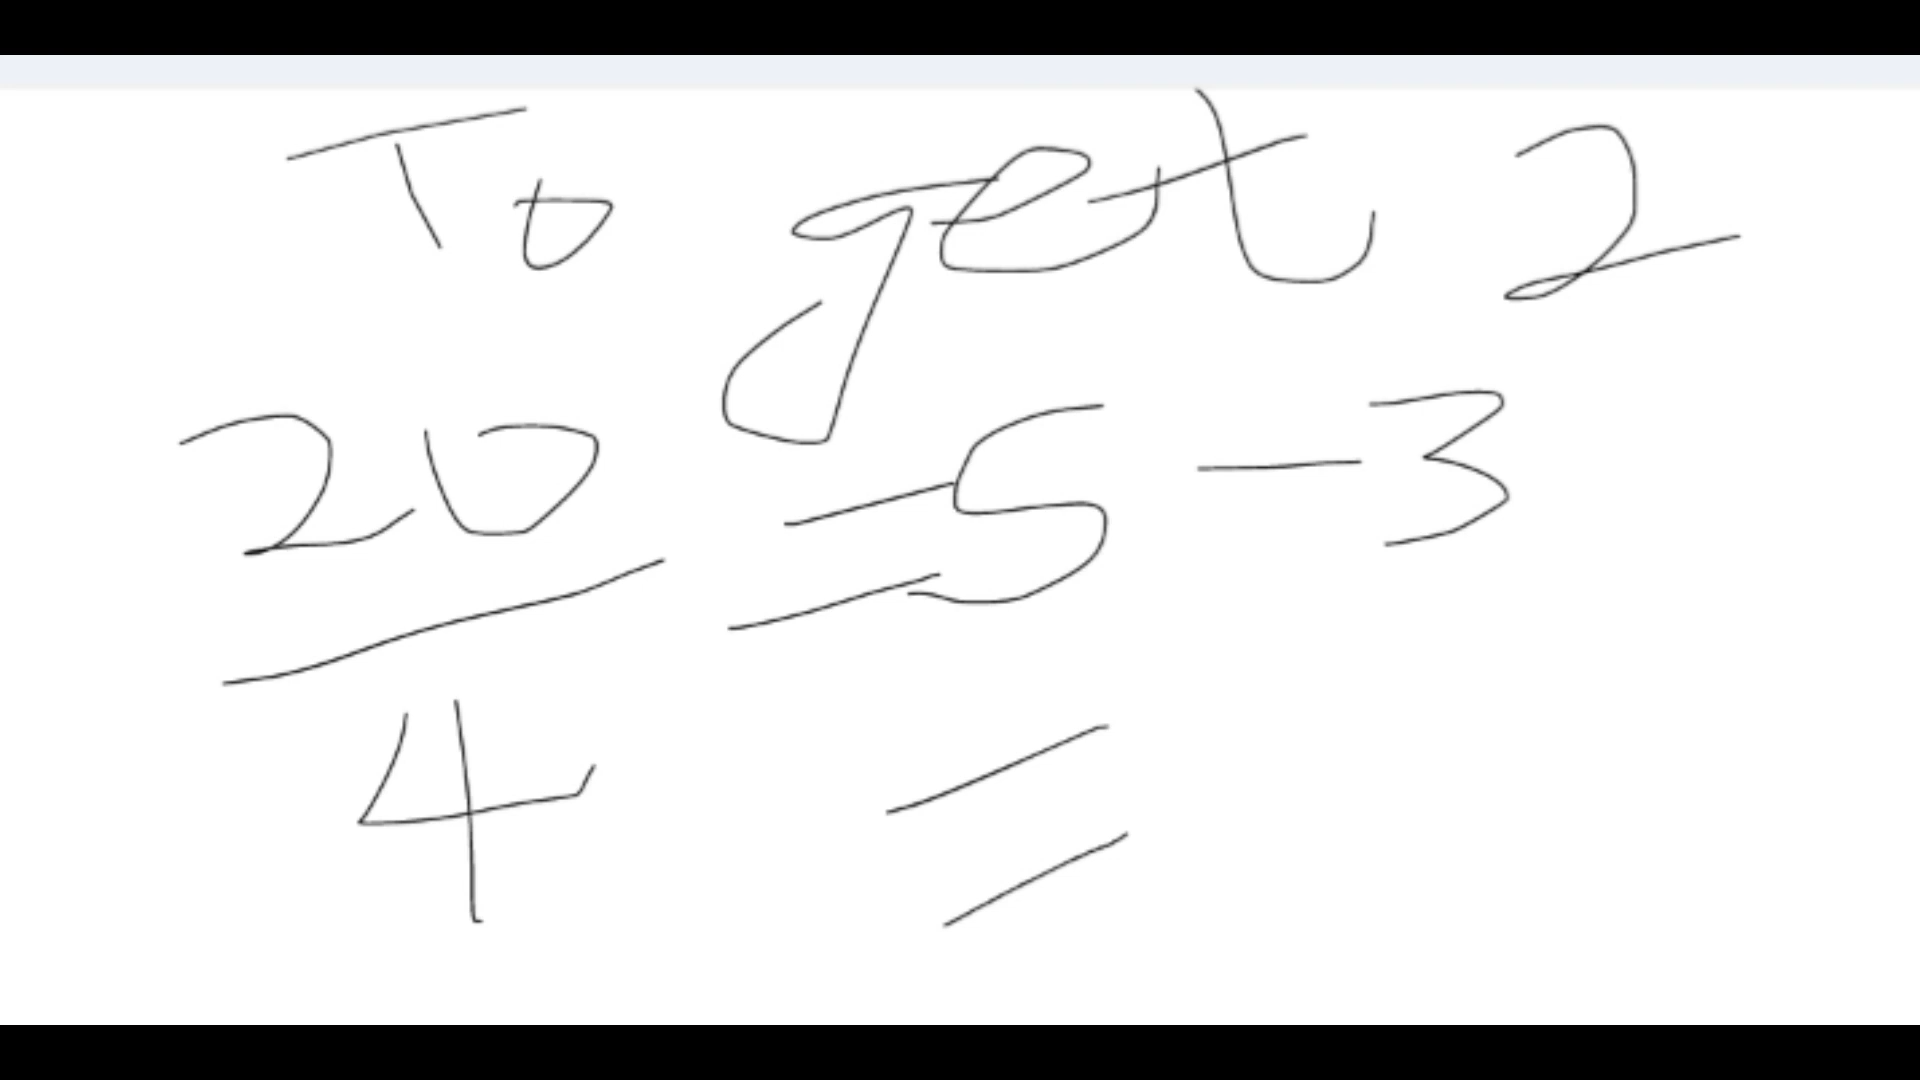 To get 2
20/4 = 5 - 3
=